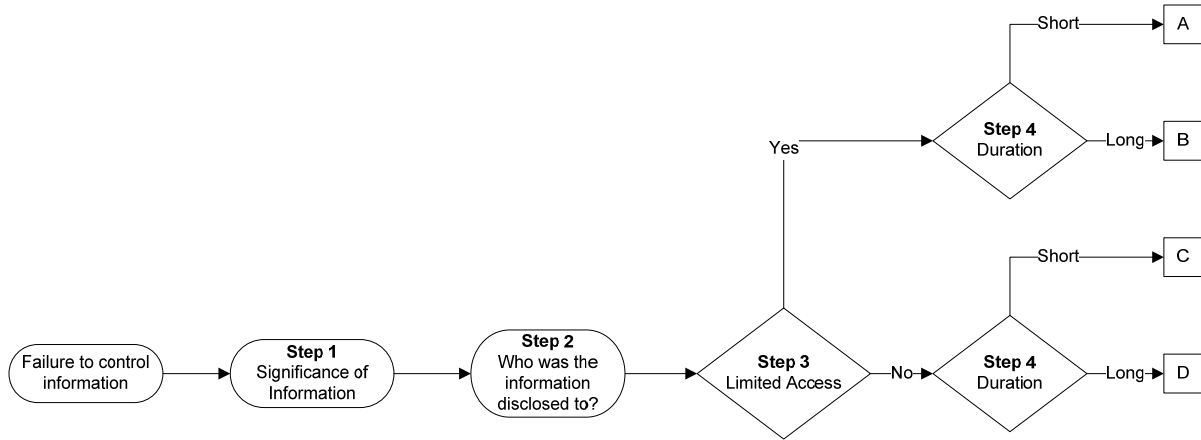 Failure to control
information
Step 1
Significance of
Information
Step 2
Who was the
information
disclosed to?
Step 3
Limited Access
Yes
Step 4
Duration
Short
A
Long
B
No
Step 4
Duration
Short
C
Long
D